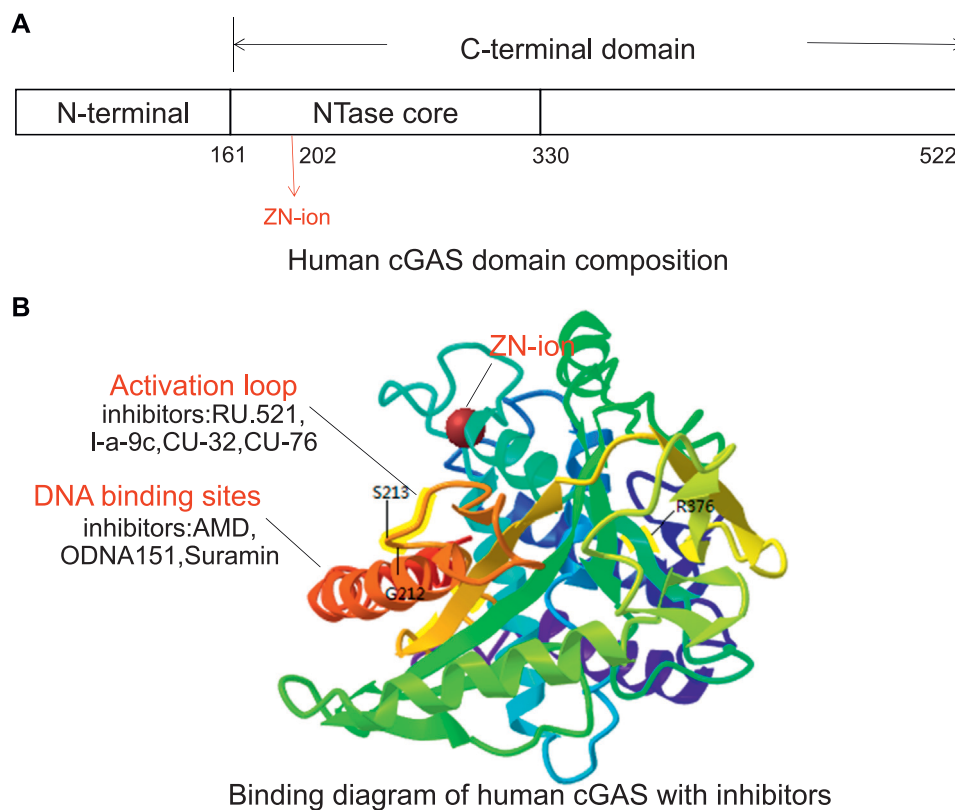 A
C-terminal domain
N-terminal
NTase core
161
202
330
522
ZN-ion
Human cGAS domain composition
B
ZN-ion
Activation loop
inhibitors:RU.521,
I-a-9c,CU-32,CU-76
DNA binding sites
inhibitors:AMD,
ODNA151,Suramin
S213
R376
G212
Binding diagram of human cGAS with inhibitors